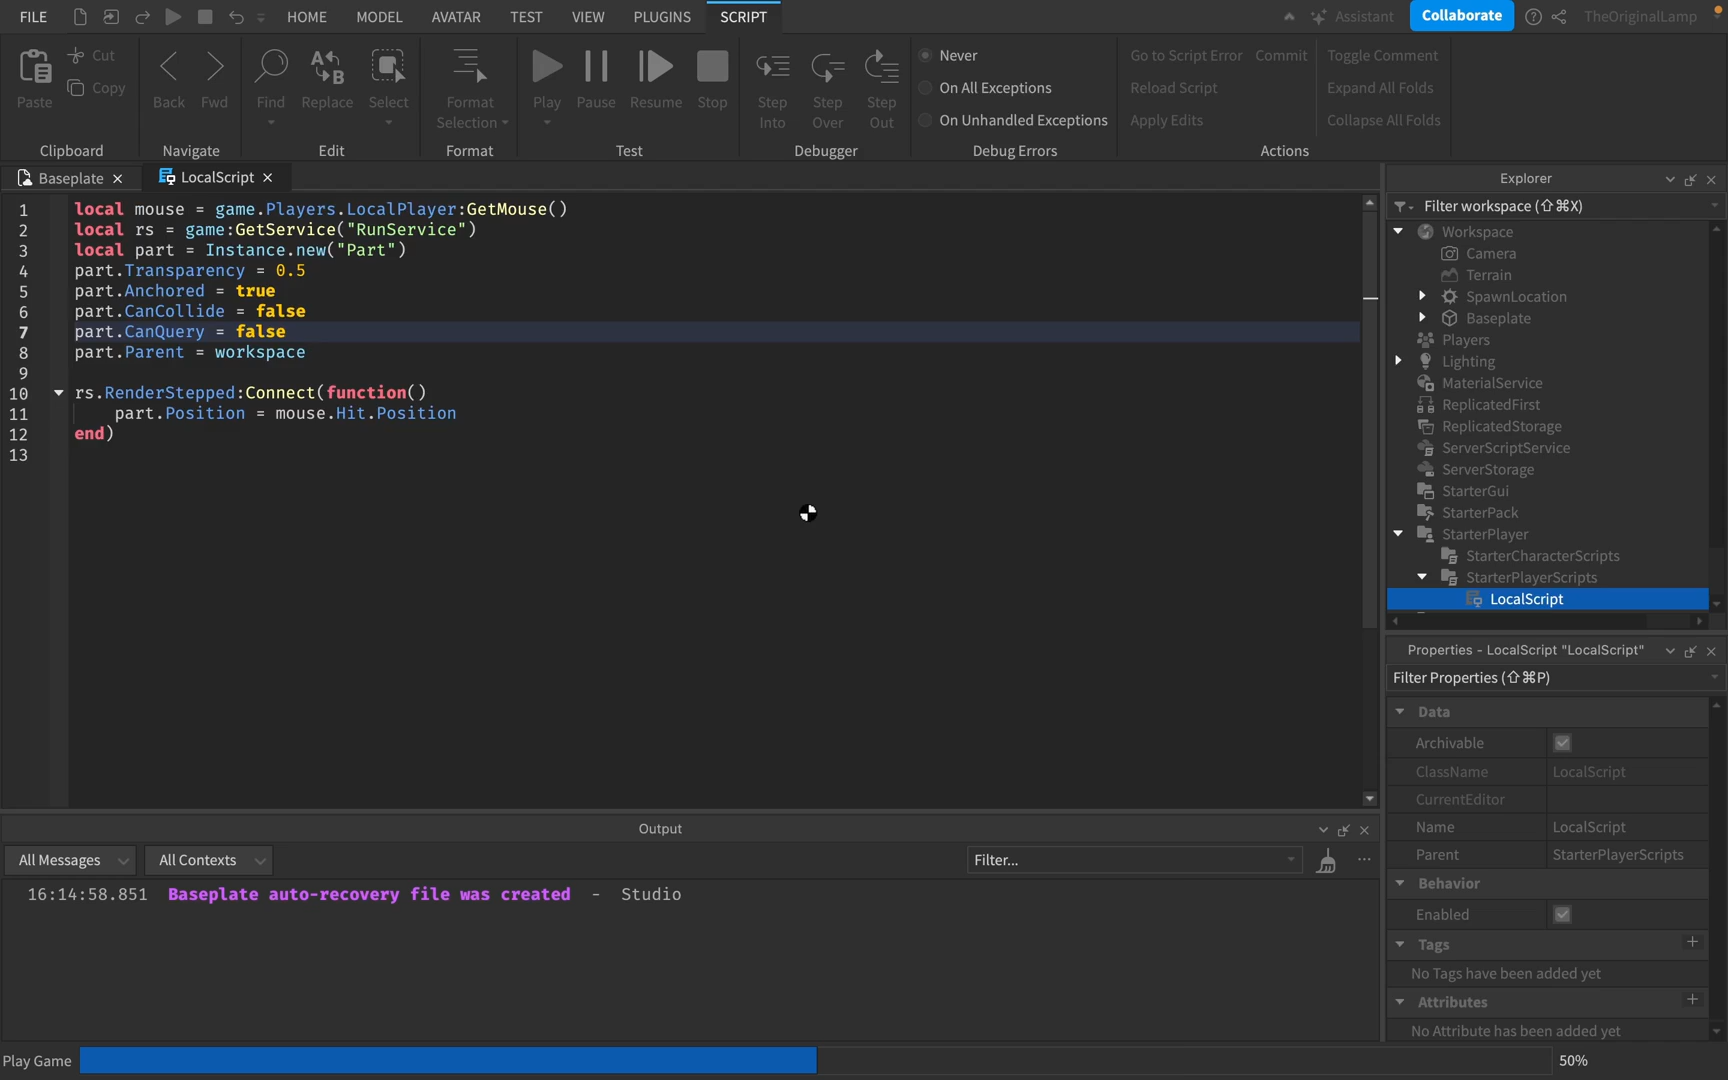 FILE HOME MODEL AVATAR TEST VIEW PLUGINS SCRIPT Assistant Collaborate TheOriginalLamp
Paste Cut Copy
Clipboard
Back Fwd
Navigate
Find Replace Select
Edit
Format Selection
Format
Play Pause Resume Stop
Test
Step Into Step Over Step Out
Debugger
Never
On All Exceptions
On Unhandled Exceptions
Debug Errors
Go to Script Error Commit Toggle Comment
Reload Script Expand All Folds
Apply Edits Collapse All Folds
Actions
Baseplate LocalScript
1 local mouse = game.Players.LocalPlayer:GetMouse()
2 local rs = game:GetService("RunService")
3 local part = Instance.new("Part")
4 part.Transparency = 0.5
5 part.Anchored = true
6 part.CanCollide = false
7 part.CanQuery = false
8 part.Parent = workspace
9
10 rs.RenderStepped:Connect(function()
11 part.Position = mouse.Hit.Position
12 end)
13
Explorer
Filter workspace (⇧⌘X)
Workspace
Camera
Terrain
SpawnLocation
Baseplate
Players
Lighting
MaterialService
ReplicatedFirst
ReplicatedStorage
ServerScriptService
ServerStorage
StarterGui
StarterPack
StarterPlayer
StarterCharacterScripts
StarterPlayerScripts
LocalScript
Properties - LocalScript "LocalScript"
Filter Properties (⇧⌘P)
Data
Archivable
ClassName LocalScript
CurrentEditor
Name LocalScript
Parent StarterPlayerScripts
Behavior
Enabled
Tags
No Tags have been added yet
Attributes
No Attribute has been added yet
Output
All Messages All Contexts Filter...
16:14:58.851 Baseplate auto-recovery file was created - Studio
Play Game 50%